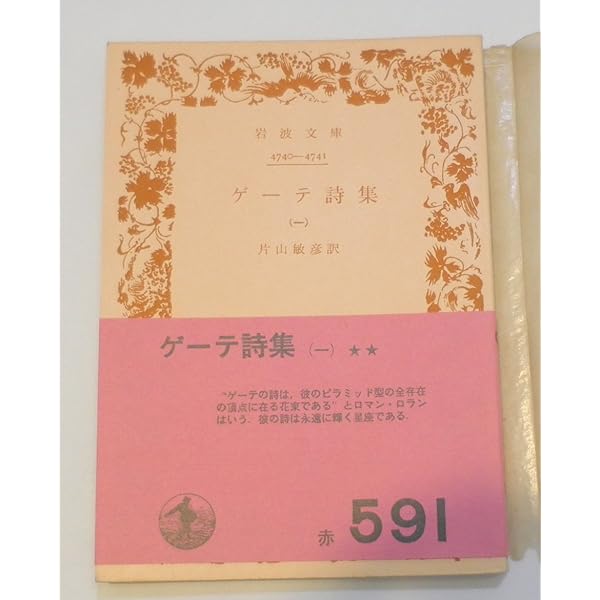 岩波文庫
4740—4741
ゲーテ詩集
(一)
片山敏彦訳
ゲーテ詩集 (一) ★★
"ゲーテの詩は，彼のピラミッド型の全存在
の頂点に在る花束である" とロマン・ロラン
はいう．彼の詩は永遠に輝く星座である．
赤 591